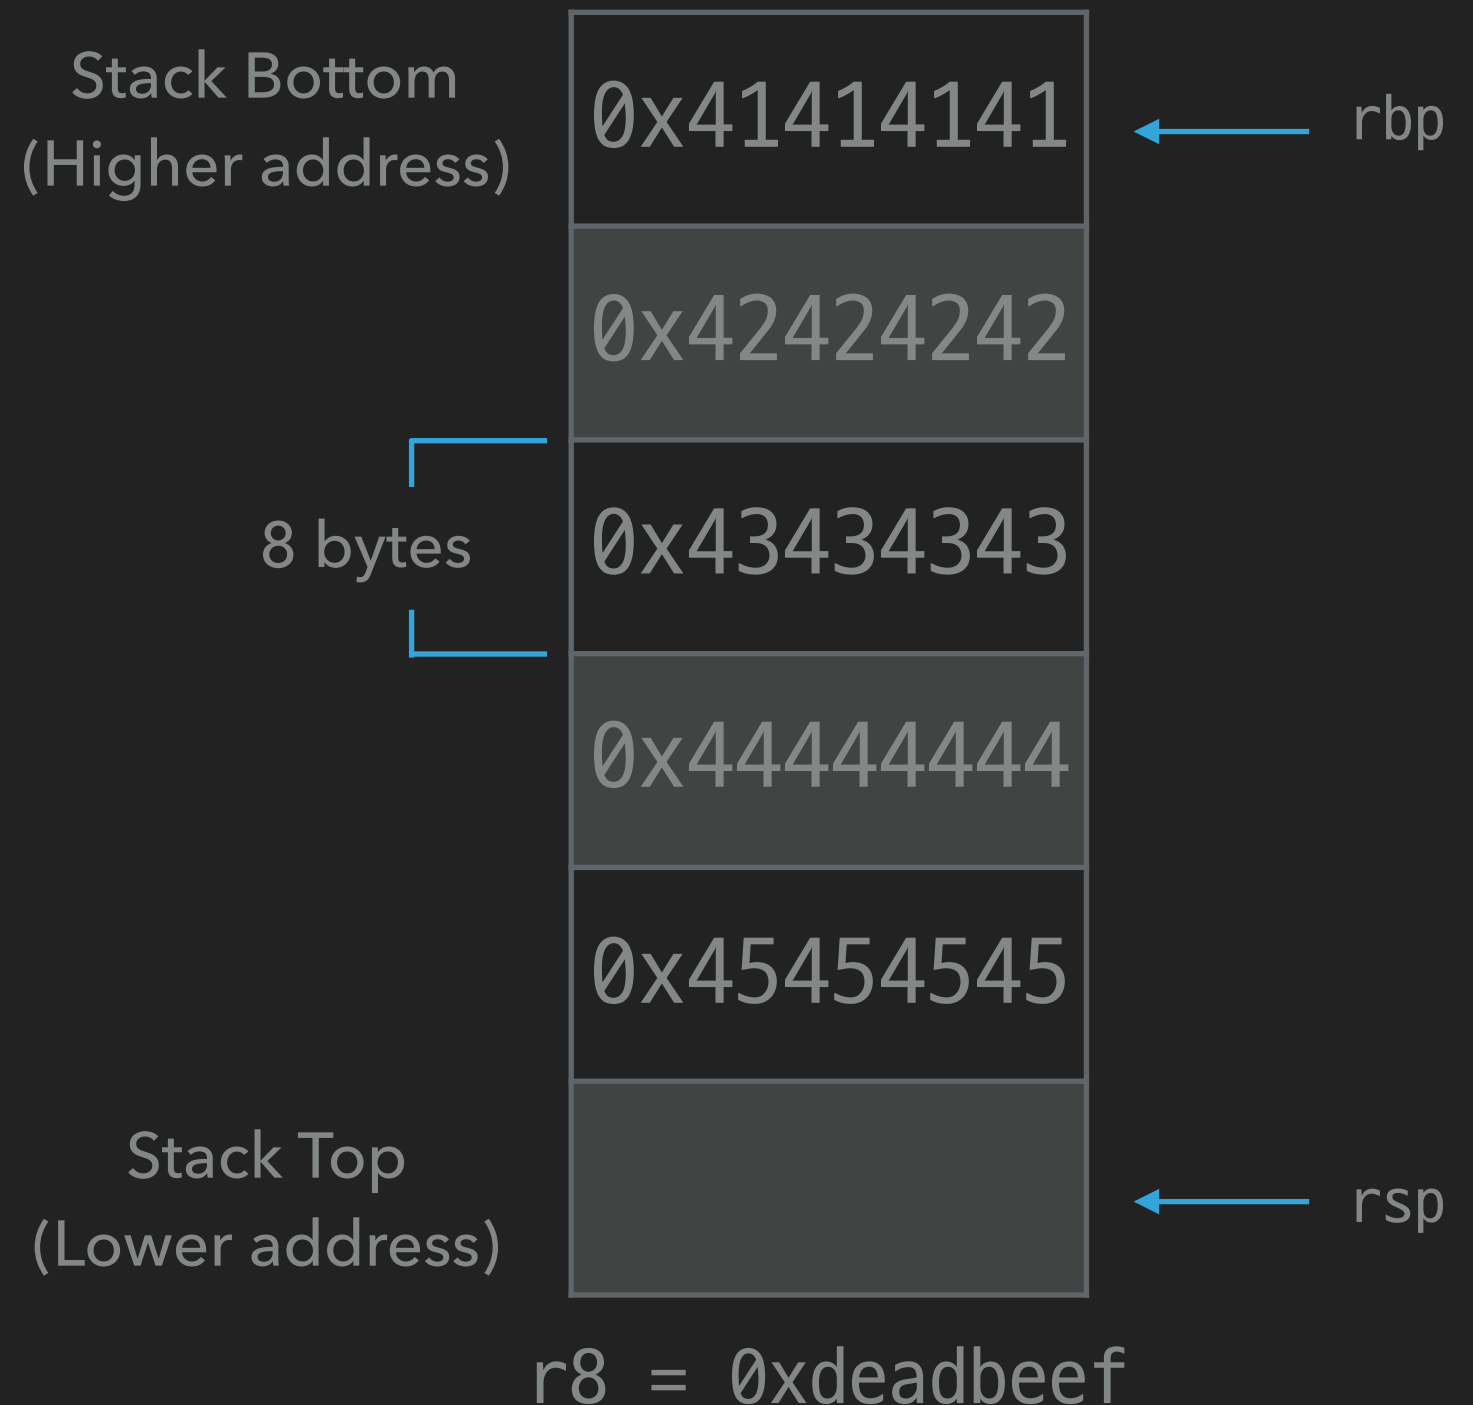 Stack Bottom
(Higher address)
0x41414141
rbp
0x42424242
8 bytes
0x43434343
0x44444444
0x45454545
Stack Top
(Lower address)
rsp
r8 = 0xdeadbeef